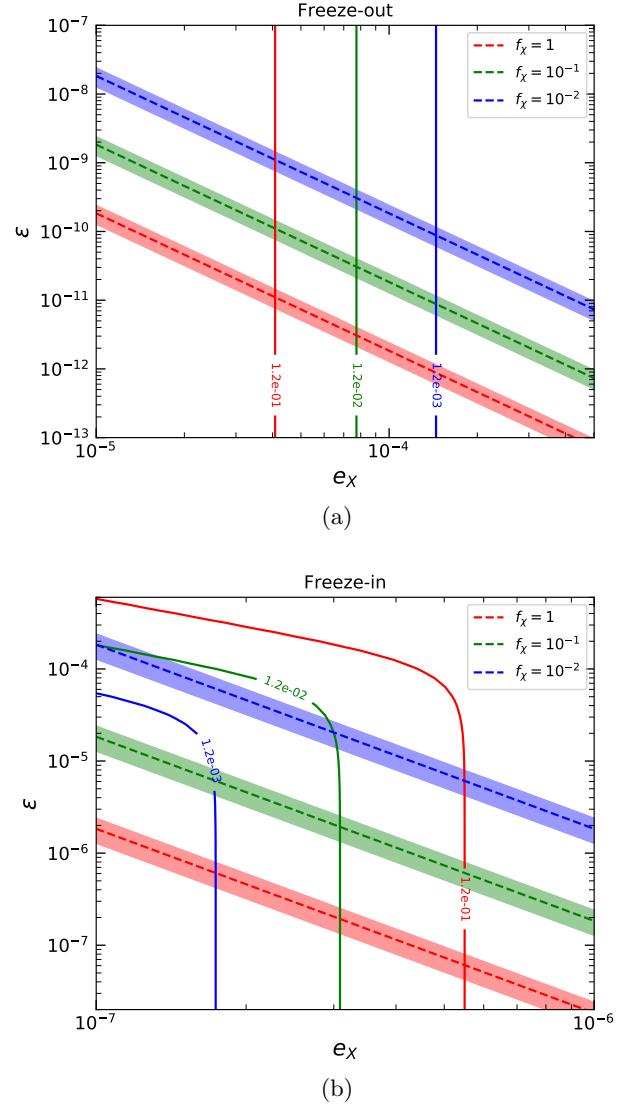 Freeze-out
10⁻⁷
10⁻⁸
10⁻⁹
10⁻¹⁰
10⁻¹¹
10⁻¹²
10⁻¹³
ε
f_χ = 1
f_χ = 10⁻¹
f_χ = 10⁻²
1.2e-01
1.2e-02
1.2e-03
10⁻⁵
10⁻⁴
e_X
(a)
Freeze-in
10⁻⁴
10⁻⁵
10⁻⁶
10⁻⁷
ε
f_χ = 1
f_χ = 10⁻¹
f_χ = 10⁻²
1.2e-02
1.2e-03
1.2e-01
10⁻⁷
10⁻⁶
e_X
(b)